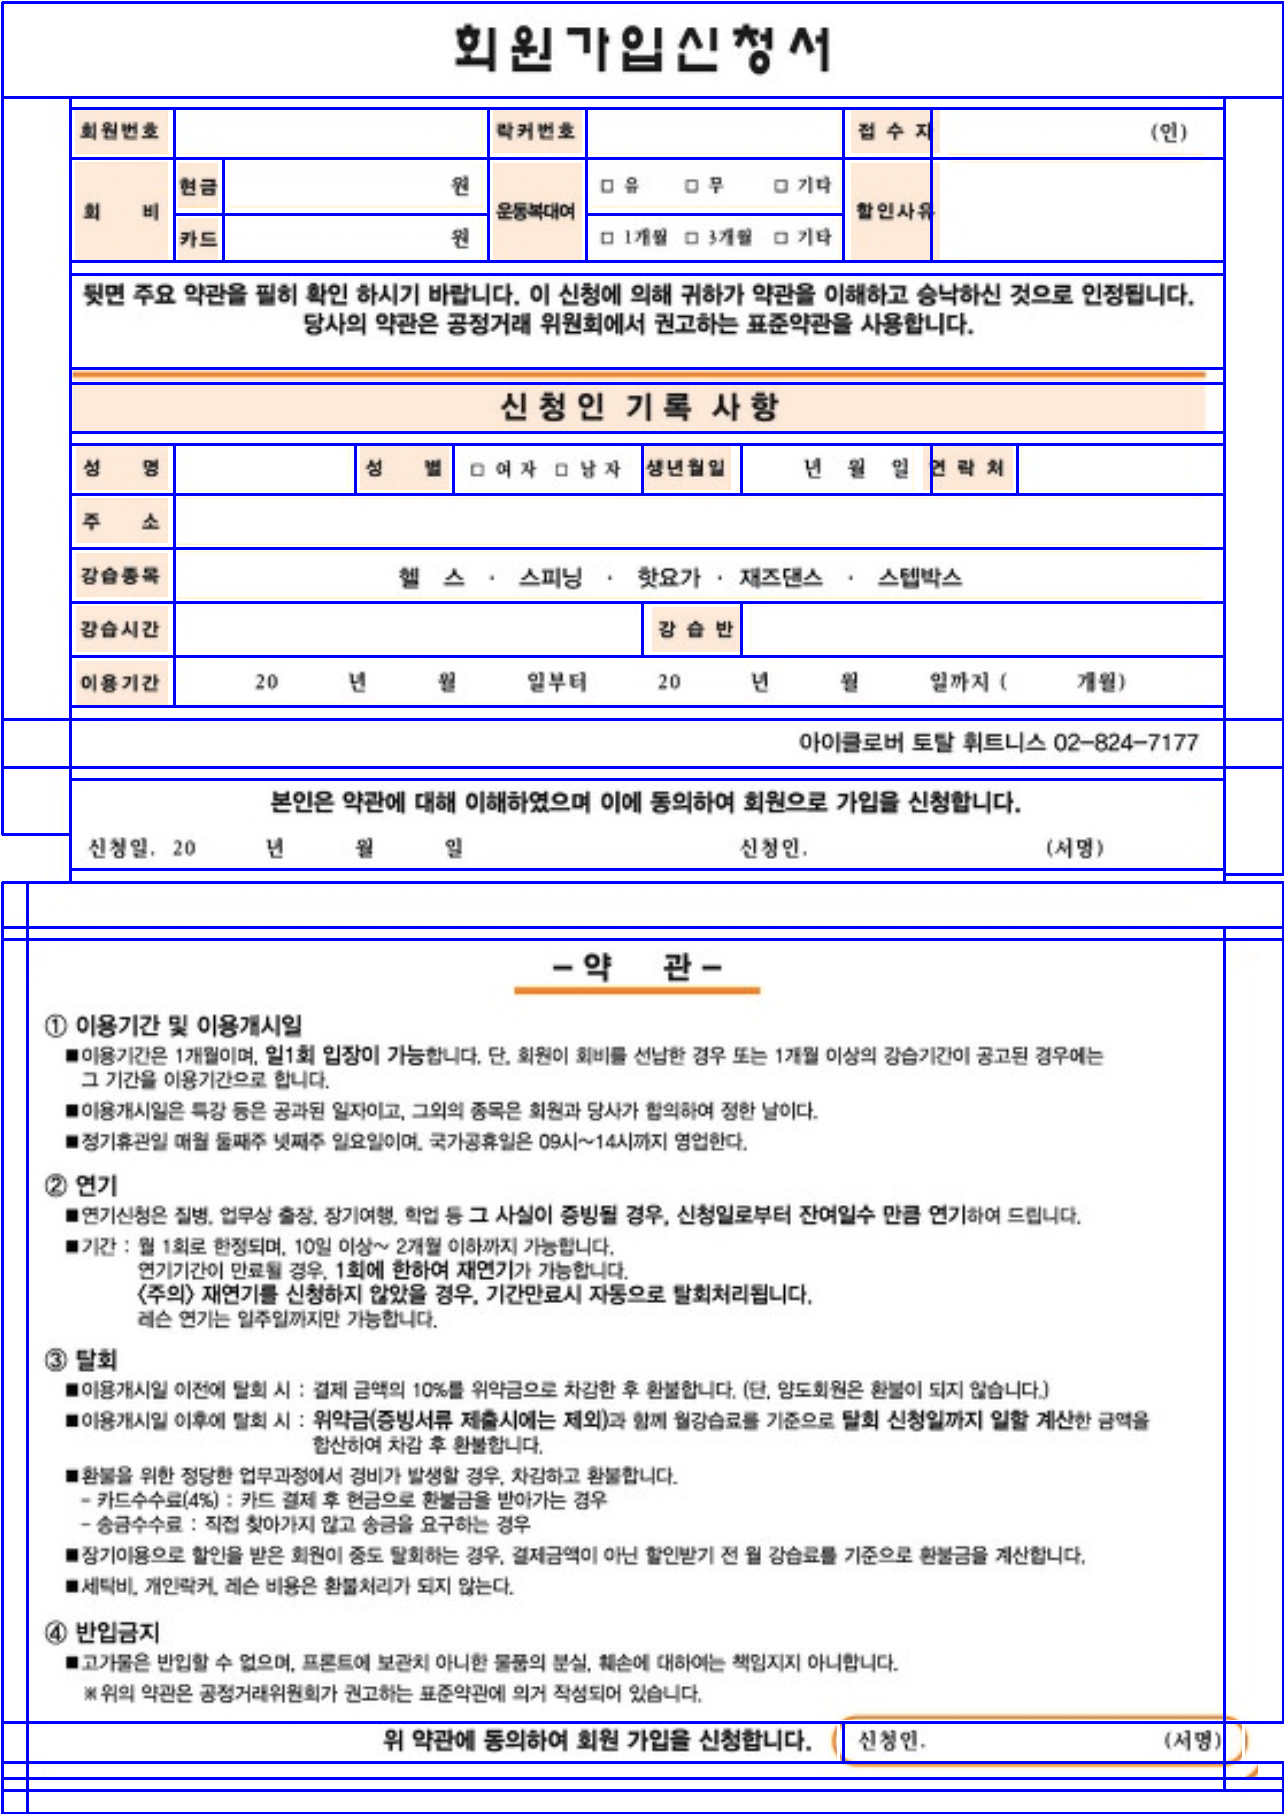 회원가입신청서
회원번호 락커번호 접 수 자 (인)
회 비 현금 원 운동복대여 □ 유 □ 무 □ 기타 할인사유
카드 원 □ 1개월 □ 3개월 □ 기타
뒷면 주요 약관을 필히 확인 하시기 바랍니다. 이 신청에 의해 귀하가 약관을 이해하고 승낙하신 것으로 인정됩니다.
당사의 약관은 공정거래 위원회에서 권고하는 표준약관을 사용합니다.
신청인 기록 사항
성 명 성 별 □ 여자 □ 남자 생년월일 년 월 일 연 락 처
주 소
강습종목 헬 스 · 스피닝 · 핫요가 · 재즈댄스 · 스텝박스
강습시간 강 습 반
이용기간 20 년 월 일부터 20 년 월 일까지 ( 개월)
아이클로버 토탈 휘트니스 02-824-7177
본인은 약관에 대해 이해하였으며 이에 동의하여 회원으로 가입을 신청합니다.
신청일. 20 년 월 일 신청인. (서명)
- 약 관 -
① 이용기간 및 이용개시일
■이용기간은 1개월이며, 일1회 입장이 가능합니다. 단, 회원이 회비를 선납한 경우 또는 1개월 이상의 강습기간이 공고된 경우에는
그 기간을 이용기간으로 합니다.
■이용개시일은 특강 등은 공과된 일자이고, 그외의 종목은 회원과 당사가 합의하여 정한 날이다.
■정기휴관일 매월 둘째주 넷째주 일요일이며, 국가공휴일은 09시~14시까지 영업한다.
② 연기
■연기신청은 질병, 업무상 출장, 장기여행, 학업 등 그 사실이 증빙될 경우, 신청일로부터 잔여일수 만큼 연기하여 드립니다.
■기간 : 월 1회로 한정되며, 10일 이상~ 2개월 이하까지 가능합니다.
연기기간이 만료될 경우, 1회에 한하여 재연기가 가능합니다.
〈주의〉 재연기를 신청하지 않았을 경우, 기간만료시 자동으로 탈회처리됩니다.
레슨 연기는 일주일까지만 가능합니다.
③ 탈회
■이용개시일 이전에 탈회 시 : 결제 금액의 10%를 위약금으로 차감한 후 환불합니다. (단, 양도회원은 환불이 되지 않습니다.)
■이용개시일 이후에 탈회 시 : 위약금(증빙서류 제출시에는 제외)과 함께 월강습료를 기준으로 탈회 신청일까지 일할 계산한 금액을
합산하여 차감 후 환불합니다.
■환불을 위한 정당한 업무과정에서 경비가 발생할 경우, 차감하고 환불합니다.
- 카드수수료(4%) : 카드 결제 후 현금으로 환불금을 받아가는 경우
- 송금수수료 : 직접 찾아가지 않고 송금을 요구하는 경우
■장기이용으로 할인을 받은 회원이 중도 탈회하는 경우, 결제금액이 아닌 할인받기 전 월 강습료를 기준으로 환불금을 계산합니다.
■세탁비, 개인락커, 레슨 비용은 환불처리가 되지 않는다.
④ 반입금지
■고가물은 반입할 수 없으며, 프론트에 보관치 아니한 물품의 분실, 훼손에 대하여는 책임지지 아니합니다.
※위의 약관은 공정거래위원회가 권고하는 표준약관에 의거 작성되어 있습니다.
위 약관에 동의하여 회원 가입을 신청합니다. 신청인. (서명)